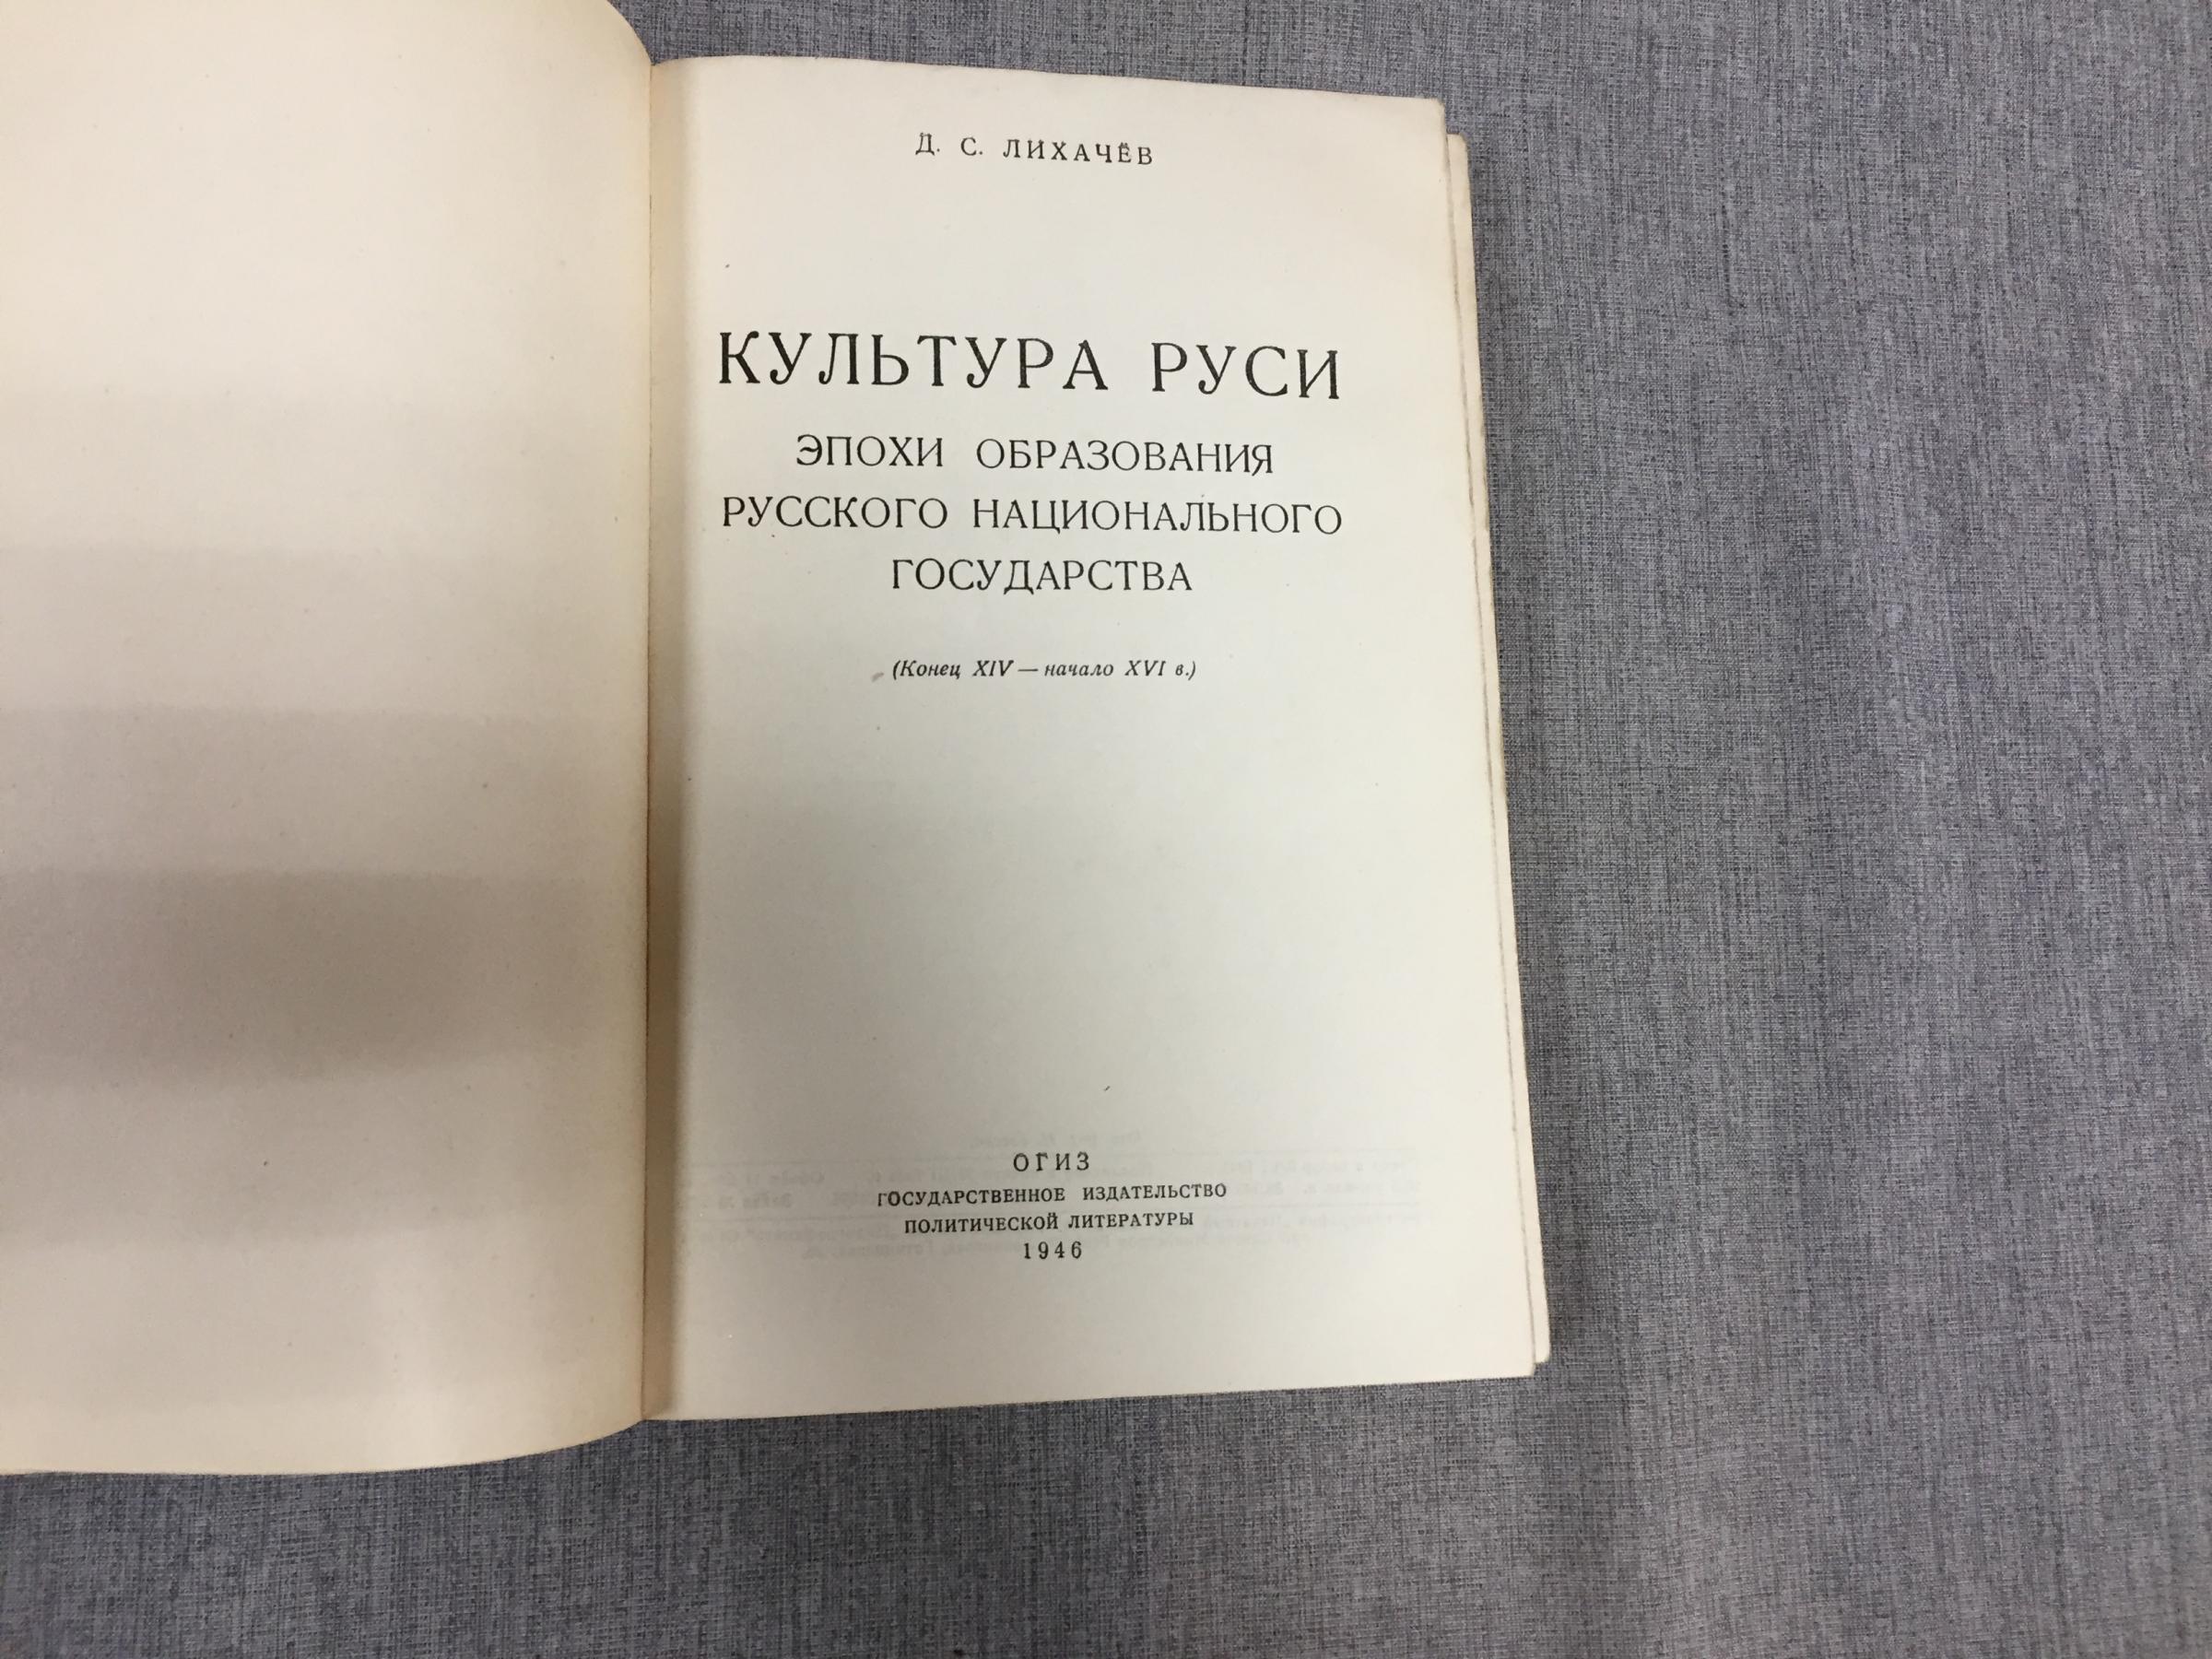 Д. С. ЛИХАЧЁВ
КУЛЬТУРА РУСИ
ЭПОХИ ОБРАЗОВАНИЯ
РУССКОГО НАЦИОНАЛЬНОГО
ГОСУДАРСТВА
(Конец XIV — начало XVI в.)
ОГИЗ
ГОСУДАРСТВЕННОЕ ИЗДАТЕЛЬСТВО
ПОЛИТИЧЕСКОЙ ЛИТЕРАТУРЫ
1946